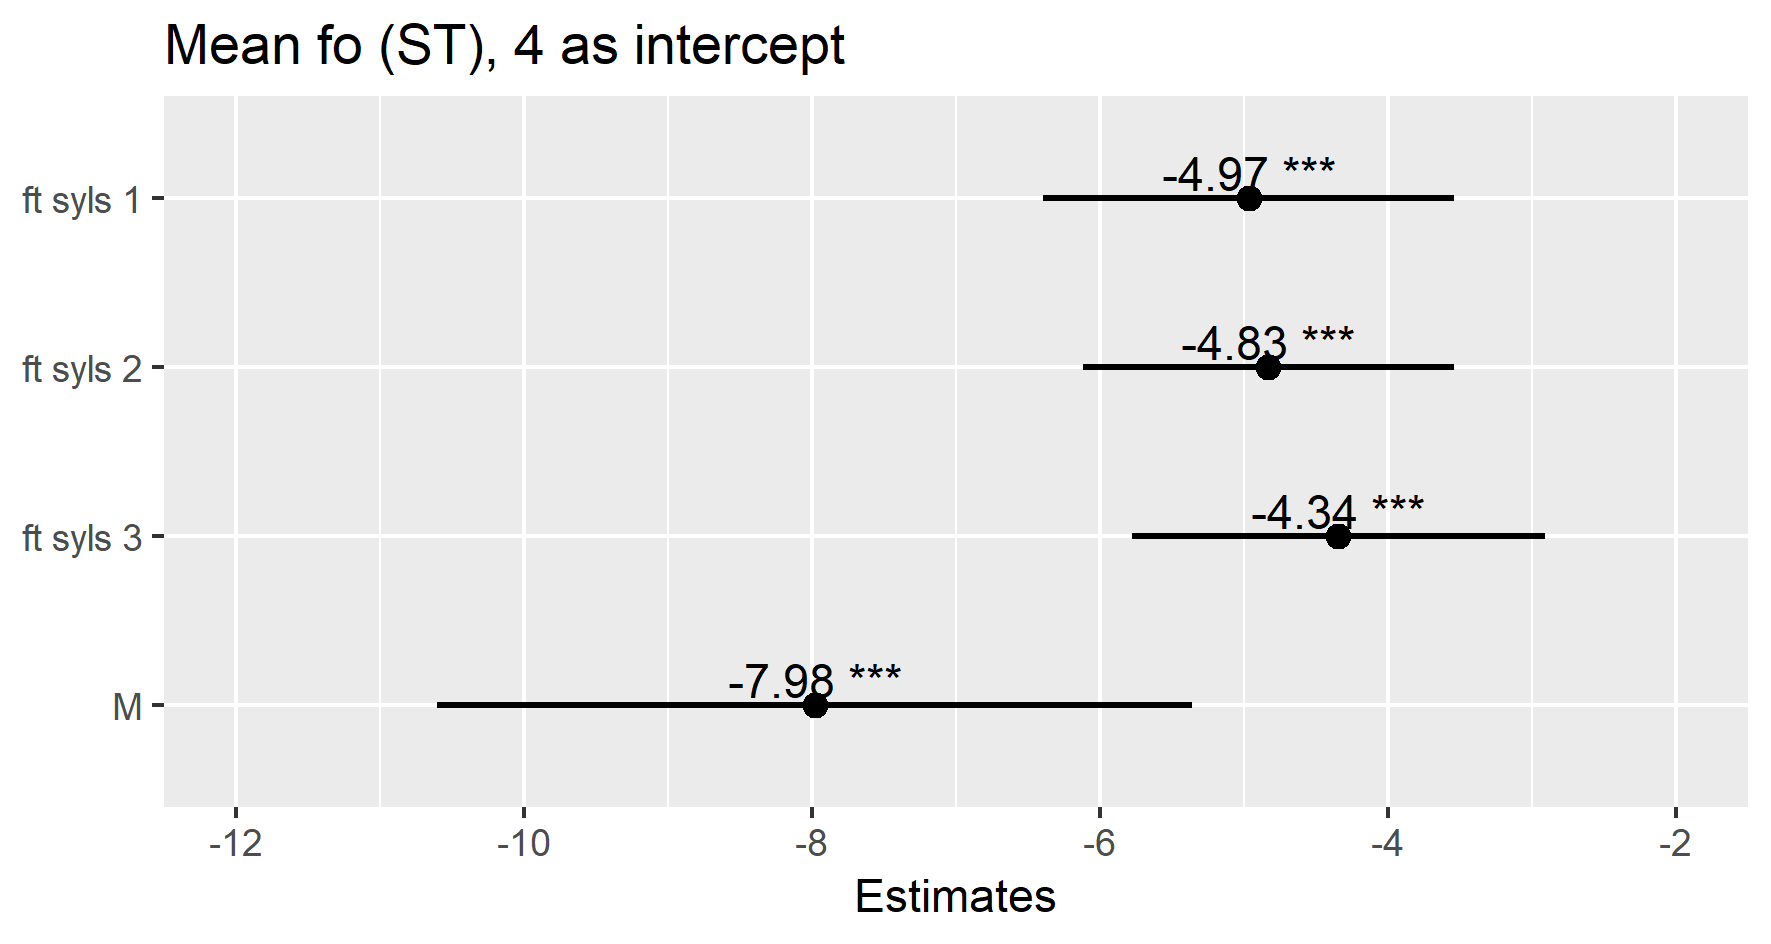 Mean fo (ST), 4 as intercept
ft syls 1
-4.97 ***
ft syls 2
-4.83 ***
ft syls 3
-4.34 ***
M
-7.98 ***
-12 -10 -8 -6 -4 -2
Estimates